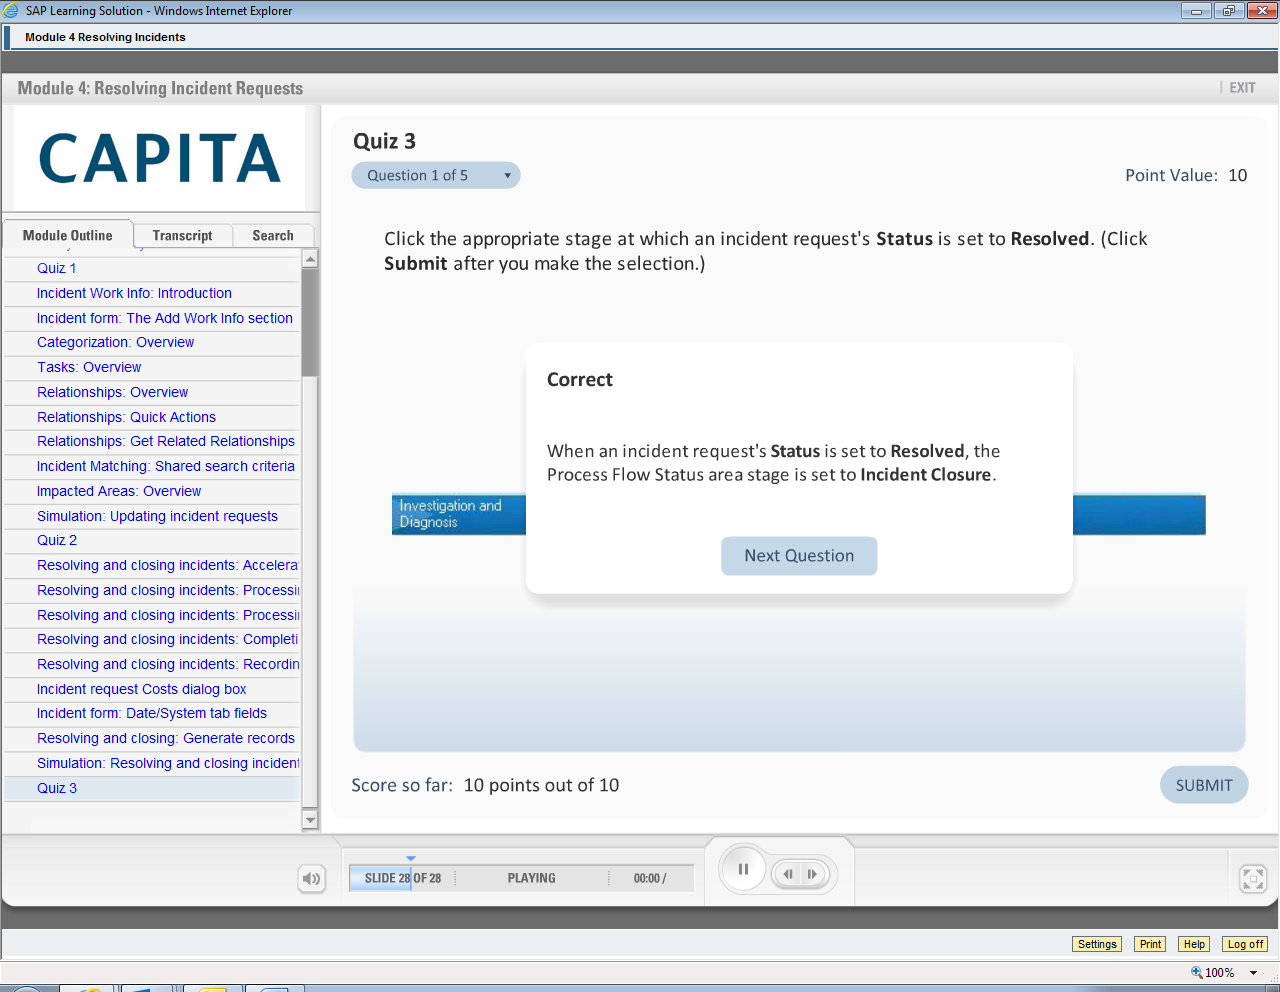 SAP Learning Solution - Windows Internet Explorer
Module 4 Resolving Incidents
Module 4: Resolving Incident Requests
EXIT
CAPITA
Module Outline
Transcript
Search
Quiz 1
Incident Work Info: Introduction
Incident form: The Add Work Info section
Categorization: Overview
Tasks: Overview
Relationships: Overview
Relationships: Quick Actions
Relationships: Get Related Relationships
Incident Matching: Shared search criteria
Impacted Areas: Overview
Simulation: Updating incident requests
Quiz 2
Resolving and closing incidents: Accelera
Resolving and closing incidents: Processi
Resolving and closing incidents: Processi
Resolving and closing incidents: Completi
Resolving and closing incidents: Recordin
Incident request Costs dialog box
Incident form: Date/System tab fields
Resolving and closing: Generate records
Simulation: Resolving and closing incident
Quiz 3
Quiz 3
Question 1 of 5
Point Value: 10
Click the appropriate stage at which an incident request's Status is set to Resolved. (Click
Submit after you make the selection.)
Investigation and
Diagnosis
Correct
When an incident request's Status is set to Resolved, the
Process Flow Status area stage is set to Incident Closure.
Next Question
Score so far: 10 points out of 10
SUBMIT
SLIDE 28 OF 28
PLAYING
00:00 /
Settings
Print
Help
Log off
100%